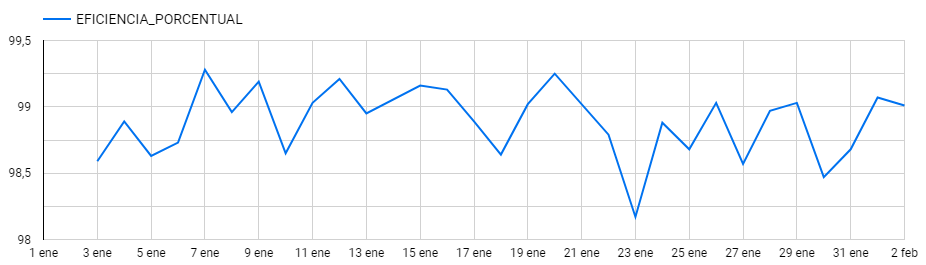 EFICIENCIA_PORCENTUAL
99,5
99
98,5
98
1 ene 3 ene 5 ene 7 ene 9 ene 11 ene 13 ene 15 ene 17 ene 19 ene 21 ene 23 ene 25 ene 27 ene 29 ene 31 ene 2 feb